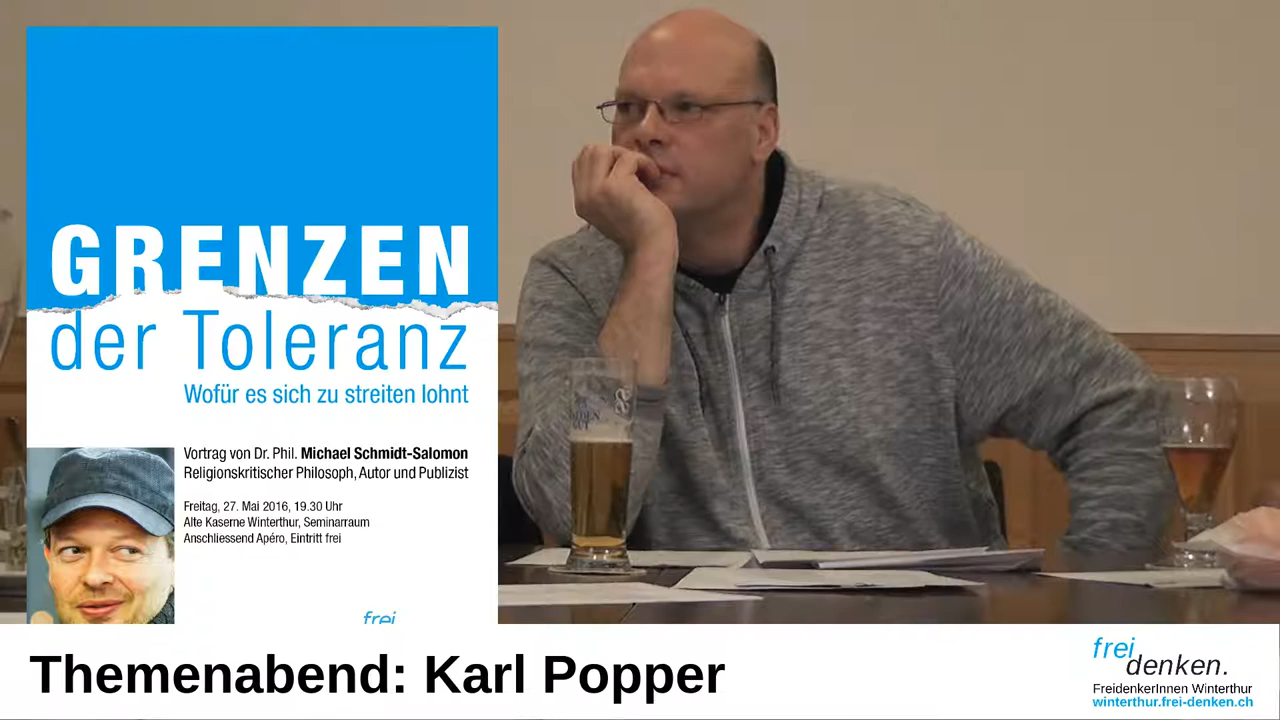 GRENZEN
der Toleranz
Wofür es sich zu streiten lohnt
Vortrag von Dr. Phil. Michael Schmidt-Salomon
Religionskritischer Philosoph, Autor und Publizist
Freitag, 27. Mai 2016, 19.30 Uhr
Alte Kaserne Winterthur, Seminarraum
Anschliessend Apéro, Eintritt frei
frei
Themenabend: Karl Popper
frei
denken.
FreidenkerInnen Winterthur
winterthur.frei-denken.ch